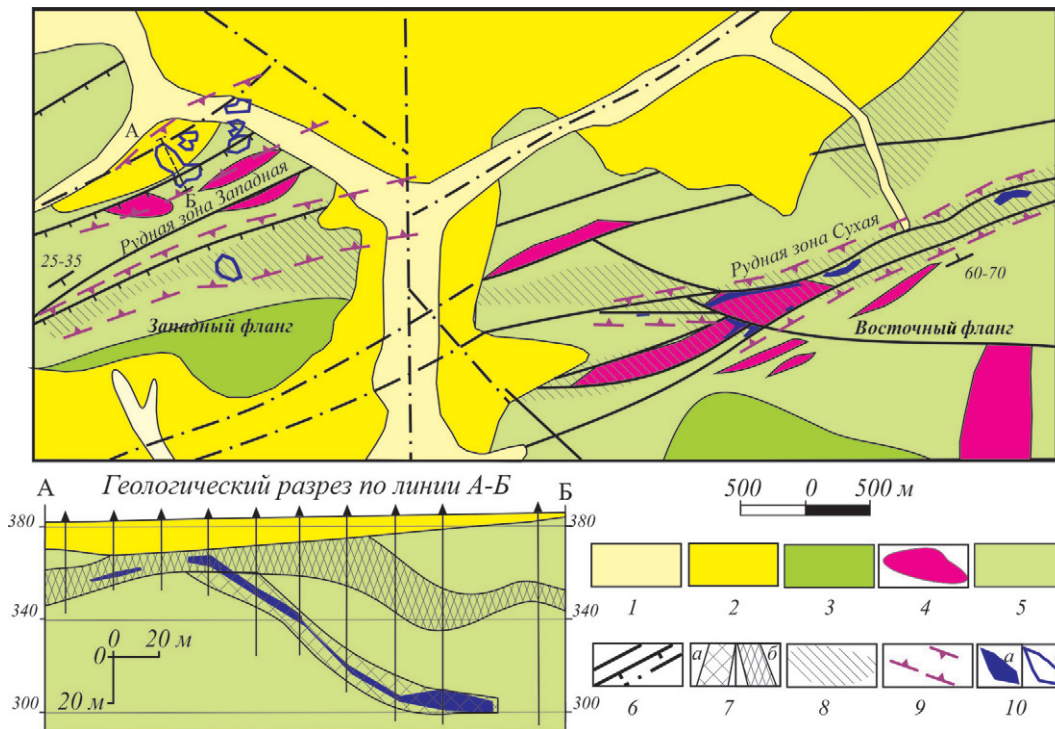 А
Б
Рудная зона Западная
25-35
Западный фланг
Рудная зона Сухая
60-70
Восточный фланг
А Геологический разрез по линии А-Б Б
380
340
300
380
340
300
0 20 м
0
20 м
500 0 500 м
1 2 3 4 5
а б а
6 7 8 9 10